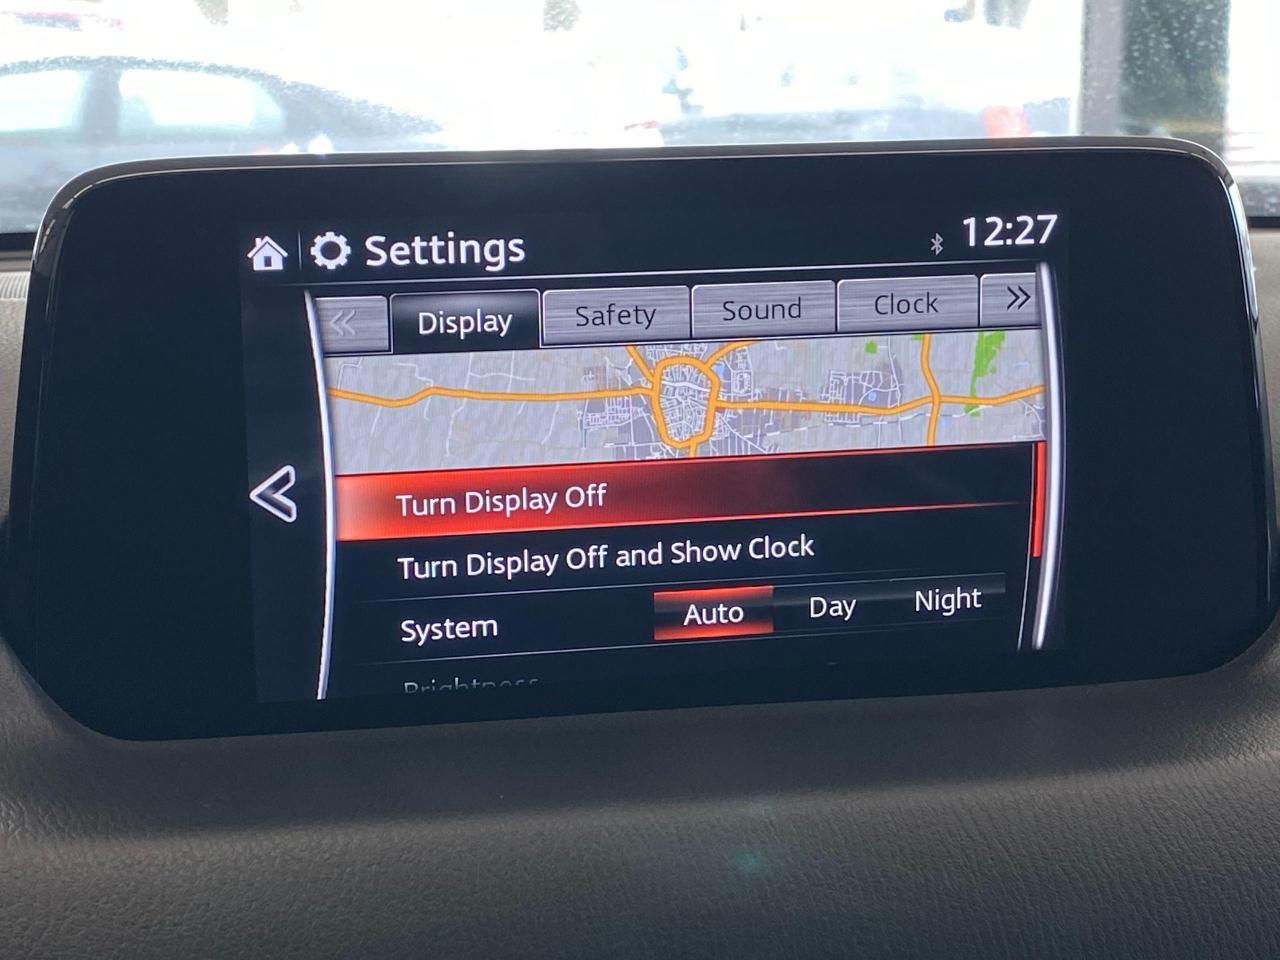 Settings
12:27
Display Safety Sound Clock
Turn Display Off
Turn Display Off and Show Clock
System Auto Day Night
Brightness